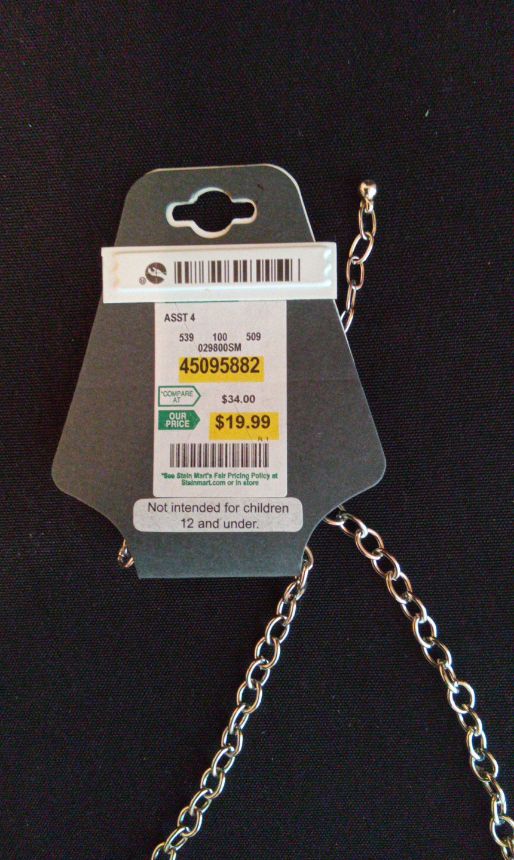 ASST 4
539 100 509
029800SM
45095882
*COMPARE
AT
$34.00
OUR
PRICE
$19.99
*See Stein Mart's Fair Pricing Policy at
Steinmart.com or in store
Not intended for children
12 and under.